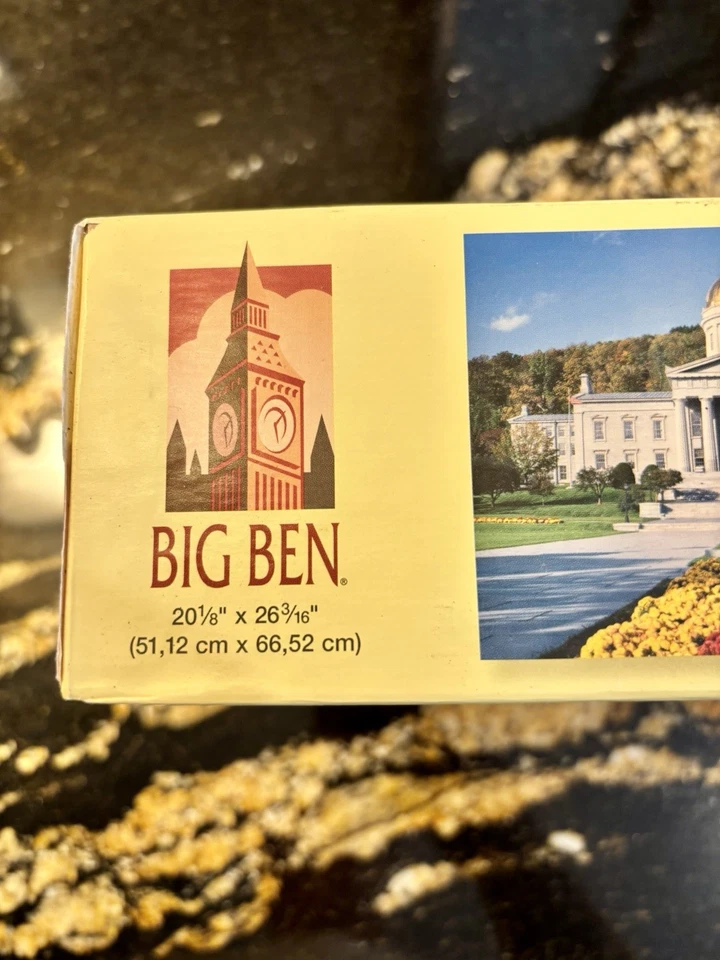 BIG BEN®
20⅛" x 26³⁄₁₆"
(51,12 cm x 66,52 cm)